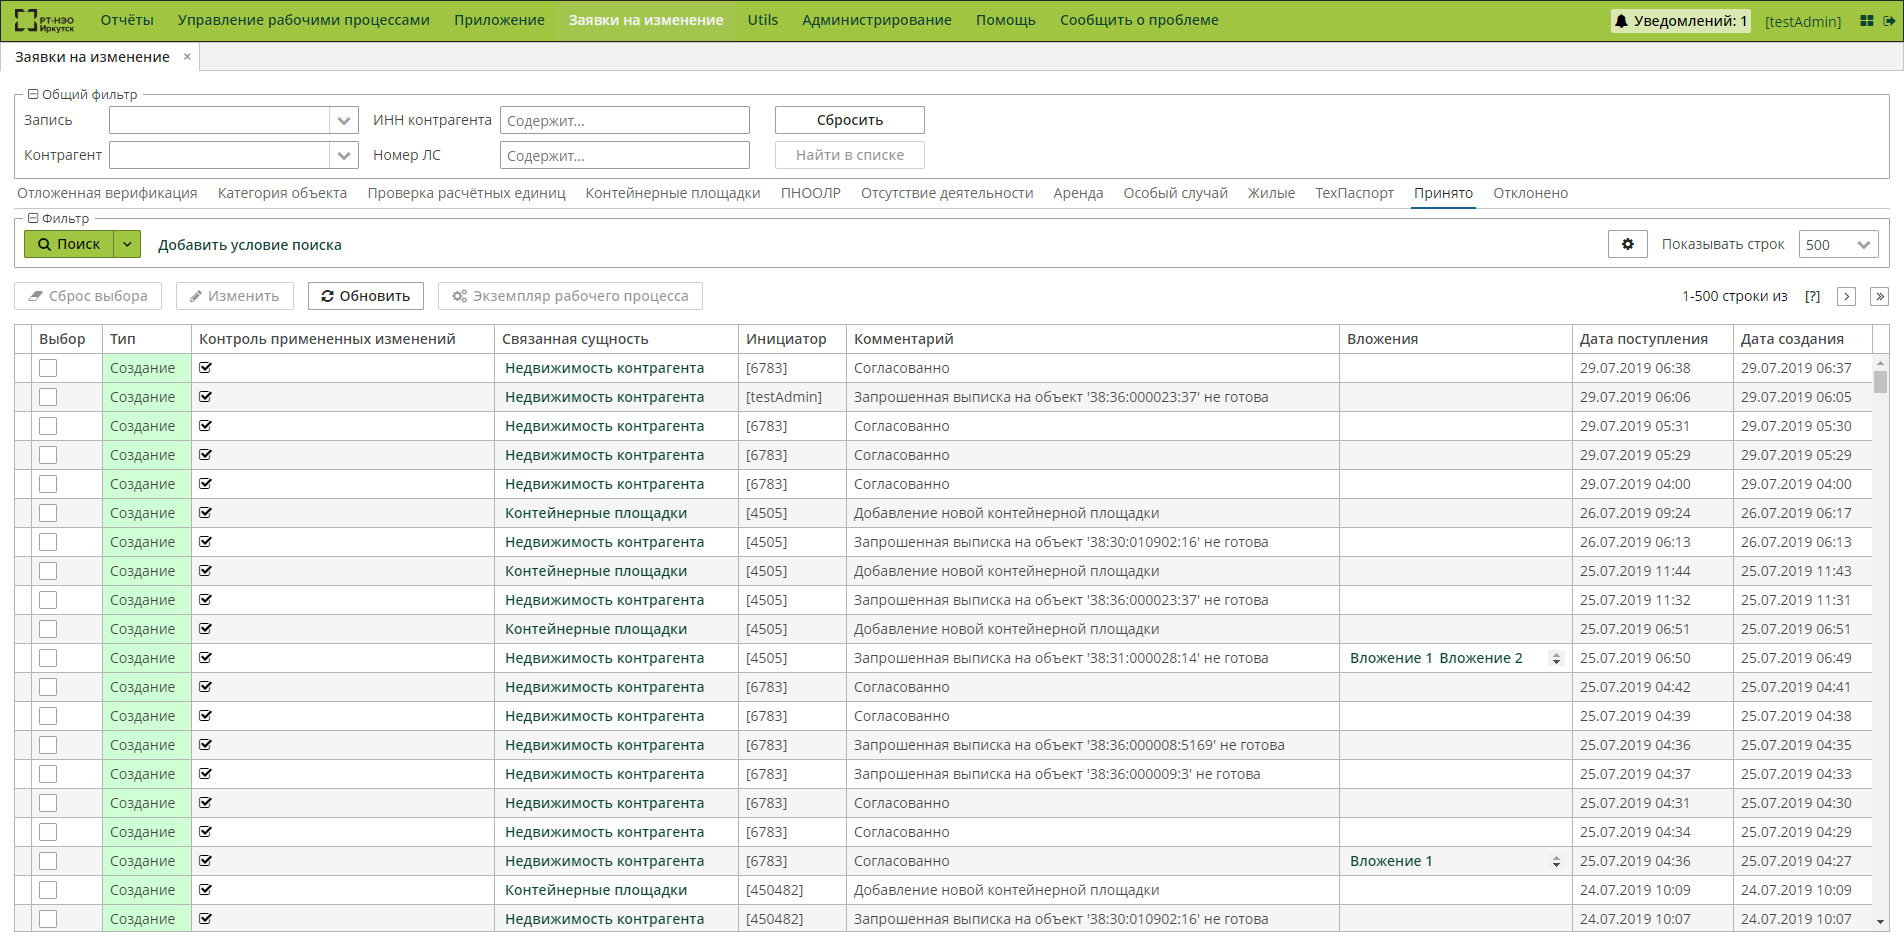 РТ-НЭО Иркутск Отчёты Управление рабочими процессами Приложение Заявки на изменение Utils Администрирование Помощь Сообщить о проблеме Уведомлений: 1 [testAdmin]
Заявки на изменение ×
Общий фильтр
Запись ИНН контрагента Содержит... Сбросить
Контрагент Номер ЛС Содержит... Найти в списке
Отложенная верификация Категория объекта Проверка расчётных единиц Контейнерные площадки ПНООЛР Отсутствие деятельности Аренда Особый случай Жилые ТехПаспорт Принято Отклонено
Фильтр
Поиск Добавить условие поиска Показывать строк 500
Сброс выбора Изменить Обновить Экземпляр рабочего процесса 1-500 строки из [?]
Выбор Тип Контроль примененных изменений Связанная сущность Инициатор Комментарий Вложения Дата поступления Дата создания
Создание Недвижимость контрагента [6783] Согласованно 29.07.2019 06:38 29.07.2019 06:37
Создание Недвижимость контрагента [testAdmin] Запрошенная выписка на объект '38:36:000023:37' не готова 29.07.2019 06:06 29.07.2019 06:05
Создание Недвижимость контрагента [6783] Согласованно 29.07.2019 05:31 29.07.2019 05:30
Создание Недвижимость контрагента [6783] Согласованно 29.07.2019 05:29 29.07.2019 05:29
Создание Недвижимость контрагента [6783] Согласованно 29.07.2019 04:00 29.07.2019 04:00
Создание Контейнерные площадки [4505] Добавление новой контейнерной площадки 26.07.2019 09:24 26.07.2019 06:17
Создание Недвижимость контрагента [4505] Запрошенная выписка на объект '38:30:010902:16' не готова 26.07.2019 06:13 26.07.2019 06:13
Создание Контейнерные площадки [4505] Добавление новой контейнерной площадки 25.07.2019 11:44 25.07.2019 11:43
Создание Недвижимость контрагента [4505] Запрошенная выписка на объект '38:36:000023:37' не готова 25.07.2019 11:32 25.07.2019 11:31
Создание Контейнерные площадки [4505] Добавление новой контейнерной площадки 25.07.2019 06:51 25.07.2019 06:51
Создание Недвижимость контрагента [4505] Запрошенная выписка на объект '38:31:000028:14' не готова Вложение 1 Вложение 2 25.07.2019 06:50 25.07.2019 06:49
Создание Недвижимость контрагента [6783] Согласованно 25.07.2019 04:42 25.07.2019 04:41
Создание Недвижимость контрагента [6783] Согласованно 25.07.2019 04:39 25.07.2019 04:38
Создание Недвижимость контрагента [6783] Запрошенная выписка на объект '38:36:000008:5169' не готова 25.07.2019 04:36 25.07.2019 04:35
Создание Недвижимость контрагента [6783] Запрошенная выписка на объект '38:36:000009:3' не готова 25.07.2019 04:37 25.07.2019 04:33
Создание Недвижимость контрагента [6783] Согласованно 25.07.2019 04:31 25.07.2019 04:30
Создание Недвижимость контрагента [6783] Согласованно 25.07.2019 04:34 25.07.2019 04:29
Создание Недвижимость контрагента [6783] Согласованно Вложение 1 25.07.2019 04:36 25.07.2019 04:27
Создание Контейнерные площадки [450482] Добавление новой контейнерной площадки 24.07.2019 10:09 24.07.2019 10:09
Создание Недвижимость контрагента [450482] Запрошенная выписка на объект '38:30:010902:16' не готова 24.07.2019 10:07 24.07.2019 10:07